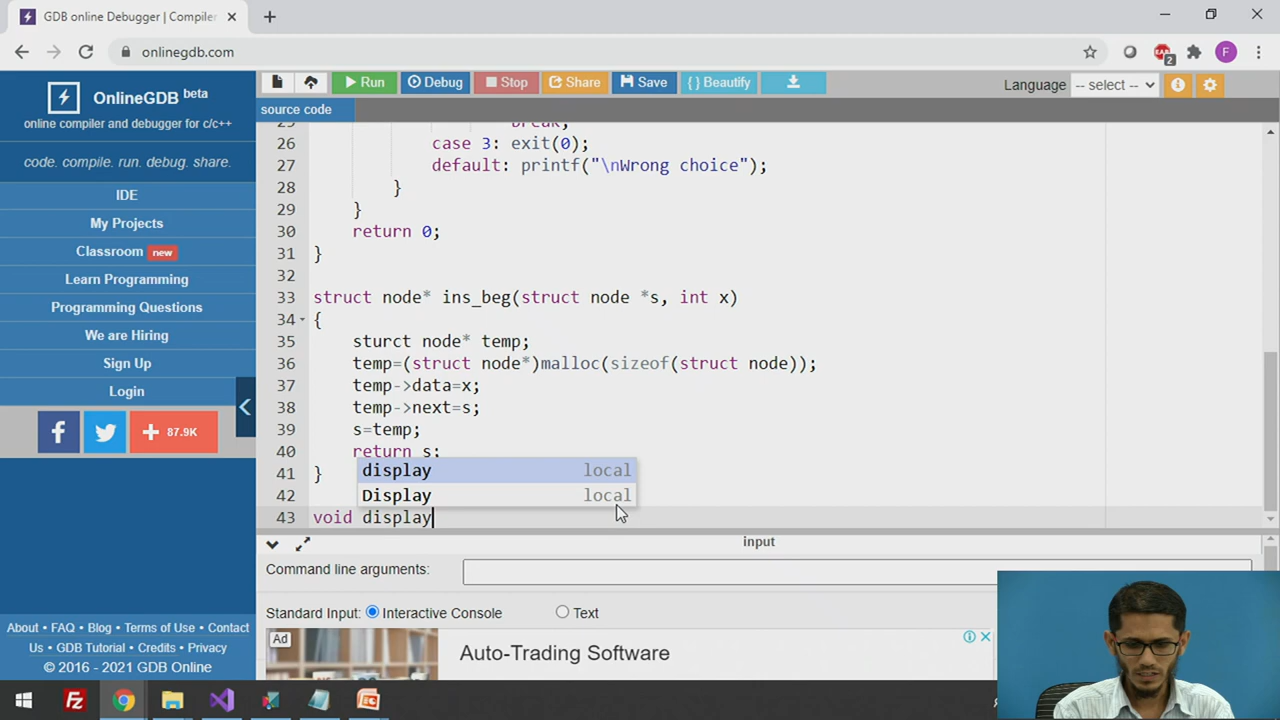 GDB online Debugger | Compiler
onlinegdb.com
F
2
OnlineGDB beta
online compiler and debugger for c/c++
code. compile. run. debug. share.
IDE
My Projects
Classroom new
Learn Programming
Programming Questions
We are Hiring
Sign Up
Login
87.9K
About • FAQ • Blog • Terms of Use • Contact
Us • GDB Tutorial • Credits • Privacy
© 2016 - 2021 GDB Online
Run
Debug
Stop
Share
Save
{ } Beautify
Language -- select --
source code
25 break;
26 case 3: exit(0);
27 default: printf("\nWrong choice");
28 }
29 }
30 return 0;
31 }
32
33 struct node* ins_beg(struct node *s, int x)
34 {
35 sturct node* temp;
36 temp=(struct node*)malloc(sizeof(struct node));
37 temp->data=x;
38 temp->next=s;
39 s=temp;
40 return s;
41 }
42
43 void display
display local
Display local
input
Command line arguments:
Standard Input: Interactive Console Text
Ad
Auto-Trading Software